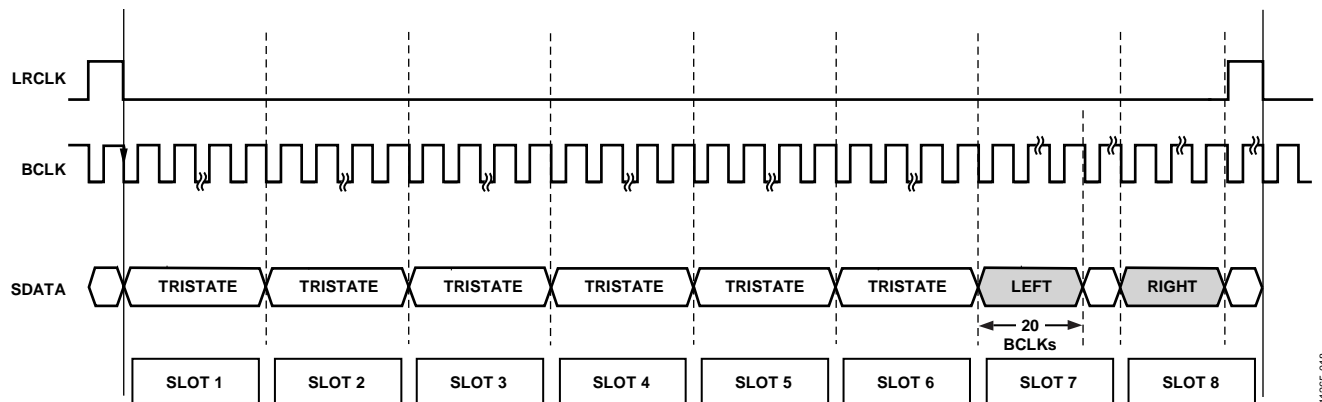 LRCLK
BCLK
SDATA
TRISTATE TRISTATE TRISTATE TRISTATE TRISTATE TRISTATE LEFT RIGHT
20
BCLKs
SLOT 1 SLOT 2 SLOT 3 SLOT 4 SLOT 5 SLOT 6 SLOT 7 SLOT 8